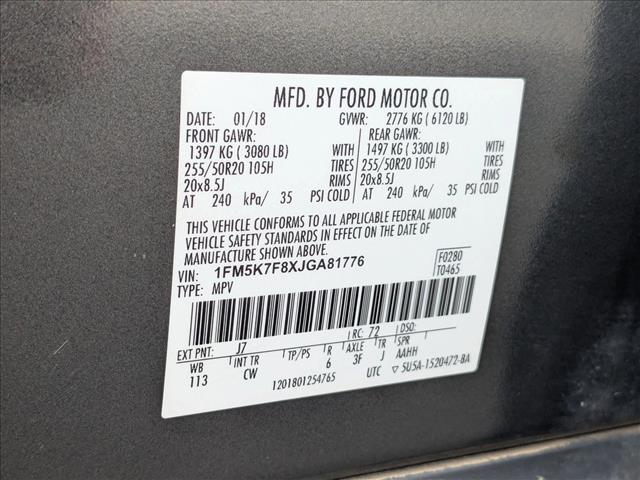 MFD. BY FORD MOTOR CO.
DATE: 01/18 GVWR: 2776 KG ( 6120 LB)
FRONT GAWR: REAR GAWR:
1397 KG ( 3080 LB) WITH 1497 KG ( 3300 LB) WITH
255/50R20 105H TIRES 255/50R20 105H TIRES
20x8.5J RIMS 20x8.5J RIMS
AT 240 kPa/ 35 PSI COLD AT 240 kPa/ 35 PSI COLD
THIS VEHICLE CONFORMS TO ALL APPLICABLE FEDERAL MOTOR
VEHICLE SAFETY STANDARDS IN EFFECT ON THE DATE OF
MANUFACTURE SHOWN ABOVE.
VIN: 1FM5K7F8XJGA81776 F0280
TYPE: MPV T0465
EXT PNT: J7 RC: 72 DSO:
WB INT TR TP/PS R AXLE TR SPR
113 CW 6 3F J AAHH
1201801254765 UTC ▽ 5U5A-1520472-BA